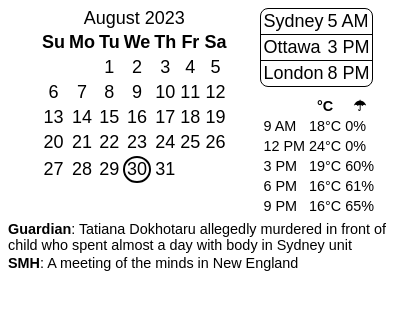 August 2023
Su Mo Tu We Th Fr Sa
1 2 3 4 5
6 7 8 9 10 11 12
13 14 15 16 17 18 19
20 21 22 23 24 25 26
27 28 29 30 31
Sydney 5 AM
Ottawa 3 PM
London 8 PM
°C ☂
9 AM 18°C 0%
12 PM 24°C 0%
3 PM 19°C 60%
6 PM 16°C 61%
9 PM 16°C 65%
Guardian: Tatiana Dokhotaru allegedly murdered in front of
child who spent almost a day with body in Sydney unit
SMH: A meeting of the minds in New England